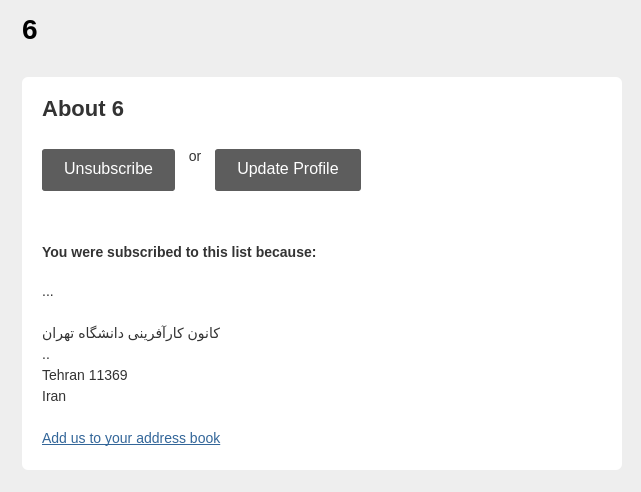 6
About 6
Unsubscribe or Update Profile
You were subscribed to this list because:
...
کانون کارآفرینی دانشگاه تهران
..
Tehran 11369
Iran
Add us to your address book